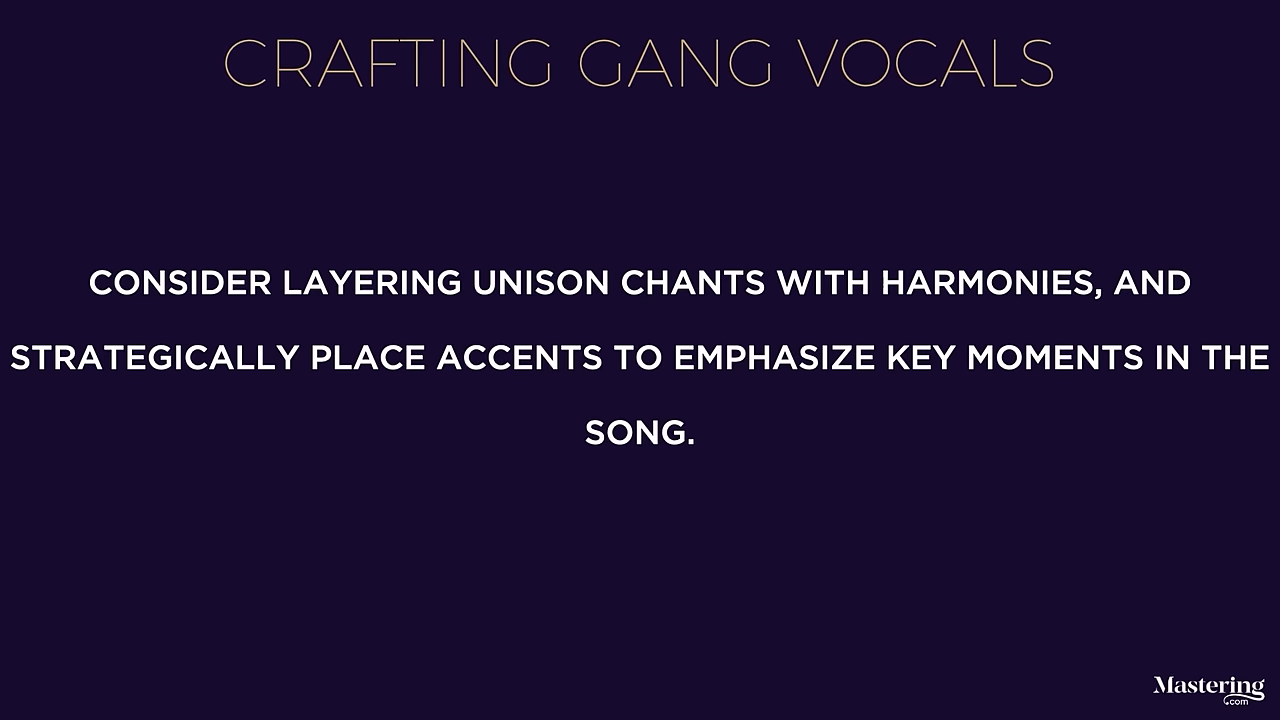 CRAFTING GANG VOCALS
CONSIDER LAYERING UNISON CHANTS WITH HARMONIES, AND
STRATEGICALLY PLACE ACCENTS TO EMPHASIZE KEY MOMENTS IN THE
SONG.
Mastering
.com